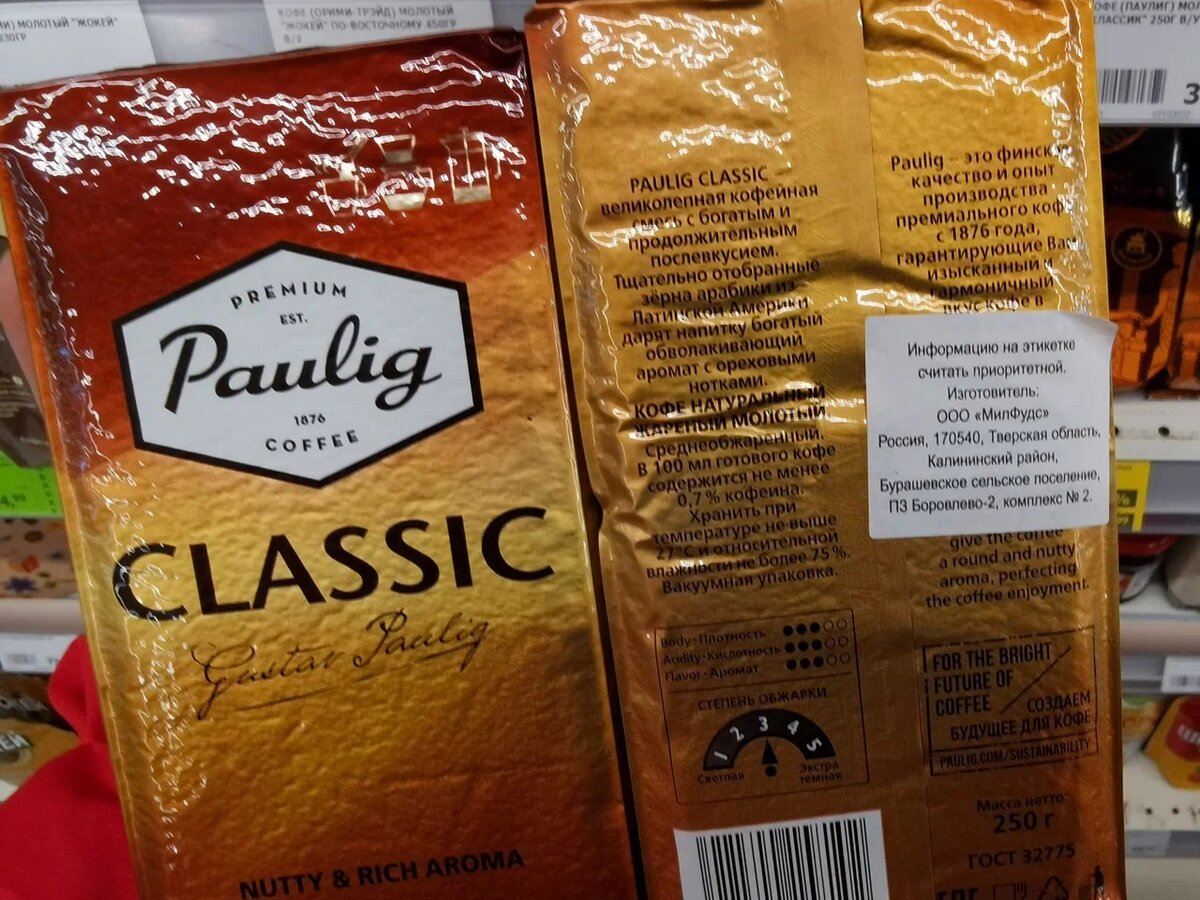 "ЖОКЕЙ"
КОФЕ (ОРИМИ-ТРЭЙД) МОЛОТЫЙ
"ЖОКЕЙ" ПО-ВОСТОЧНОМУ 450ГР
В/У
(ПАУЛИГ)
250Г В/У
PREMIUM
EST.
Paulig
1876
COFFEE
CLASSIC
Gustav Paulig
NUTTY & RICH AROMA
PAULIG CLASSIC
великолепная кофейная
смесь с богатым и
продолжительным
послевкусием.
Тщательно отобранные
зёрна арабики из
Латинской Америки
дарят напитку богатый
обволакивающий
аромат с ореховыми
нотками.
КОФЕ НАТУРАЛЬНЫЙ
ЖАРЕНЫЙ МОЛОТЫЙ
Среднеобжаренный.
В 100 мл готового кофе
содержится не менее
0,7 % кофеина.
Хранить при
температуре не выше
27°C и относительной
влажности не более 75 %.
Вакуумная упаковка.
Body · Плотность
Acidity · Кислотность
Flavor · Аромат
СТЕПЕНЬ ОБЖАРКИ
1 2 3 4 5
Светлая Экстра
темная
Paulig – это
качество и опыт
производства
премиального
с 1876 года,
гарантирующие
изысканный и
гармоничный
вкус кофе в
Информацию на этикетке
считать приоритетной.
Изготовитель:
ООО «МилФудс»
Россия, 170540, Тверская область,
Калининский район,
Бурашевское сельское поселение,
ПЗ Боровлево-2, комплекс № 2.
give the coffee
a round and nutty
aroma, perfecting
the coffee enjoyment.
FOR THE BRIGHT
FUTURE OF
COFFEE
СОЗДАЕМ
БУДУЩЕЕ ДЛЯ КОФЕ
PAULIG.COM/SUSTAINABILITY
Масса нетто:
250 г
ГОСТ 32775